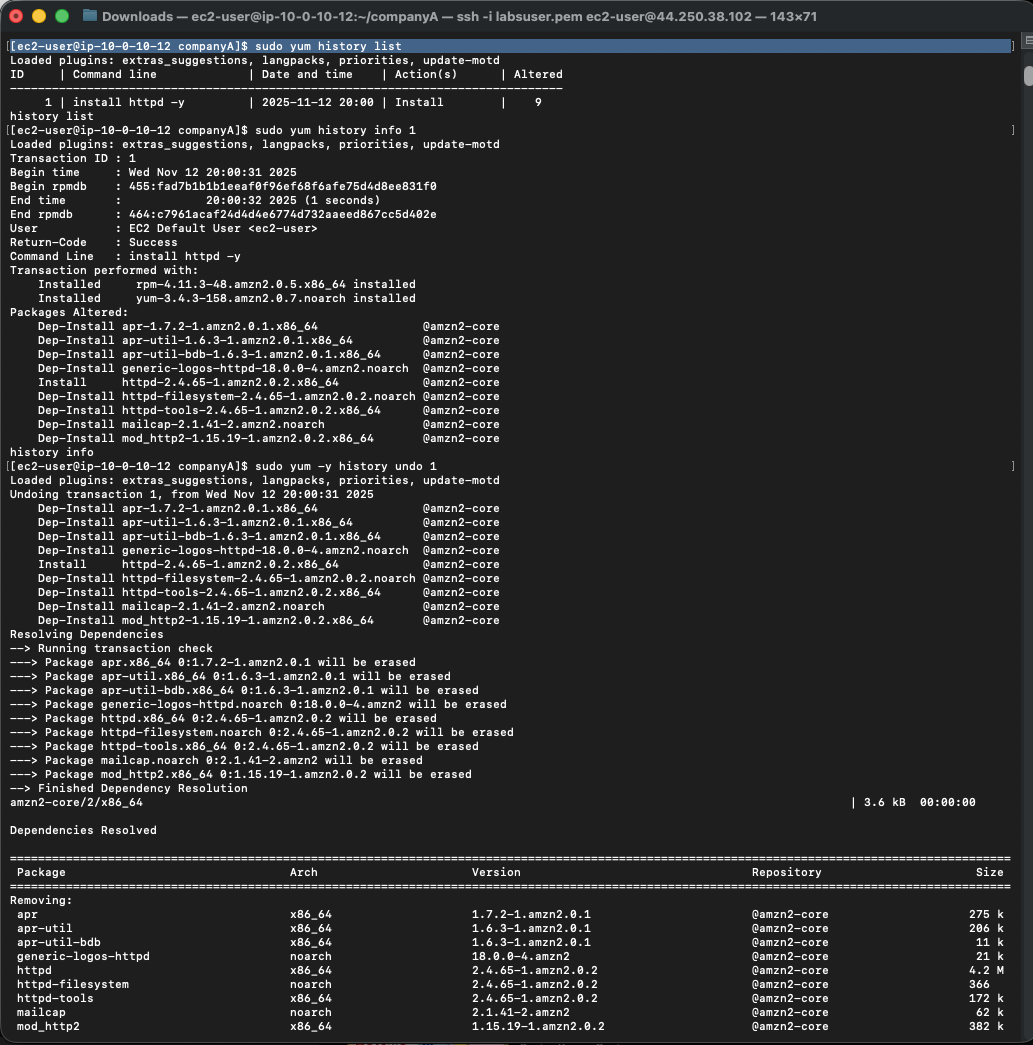 Downloads — ec2-user@ip-10-0-10-12:~/companyA — ssh -i labsuser.pem ec2-user@44.250.38.102 — 143×71
[[ec2-user@ip-10-0-10-12 companyA]$ sudo yum history list ]
Loaded plugins: extras_suggestions, langpacks, priorities, update-motd
ID     | Command line             | Date and time    | Action(s)      | Altered
-------------------------------------------------------------------------------
     1 | install httpd -y         | 2025-11-12 20:00 | Install        |    9
history list
[[ec2-user@ip-10-0-10-12 companyA]$ sudo yum history info 1 ]
Loaded plugins: extras_suggestions, langpacks, priorities, update-motd
Transaction ID : 1
Begin time     : Wed Nov 12 20:00:31 2025
Begin rpmdb    : 455:fad7b1b1b1eeaf0f96ef68f6afe75d4d8ee831f0
End time       :            20:00:32 2025 (1 seconds)
End rpmdb      : 464:c7961acaf24d4d4e6774d732aaeed867cc5d402e
User           : EC2 Default User <ec2-user>
Return-Code    : Success
Command Line   : install httpd -y
Transaction performed with:
    Installed     rpm-4.11.3-48.amzn2.0.5.x86_64 installed
    Installed     yum-3.4.3-158.amzn2.0.7.noarch installed
Packages Altered:
    Dep-Install apr-1.7.2-1.amzn2.0.1.x86_64               @amzn2-core
    Dep-Install apr-util-1.6.3-1.amzn2.0.1.x86_64          @amzn2-core
    Dep-Install apr-util-bdb-1.6.3-1.amzn2.0.1.x86_64      @amzn2-core
    Dep-Install generic-logos-httpd-18.0.0-4.amzn2.noarch  @amzn2-core
    Install     httpd-2.4.65-1.amzn2.0.2.x86_64            @amzn2-core
    Dep-Install httpd-filesystem-2.4.65-1.amzn2.0.2.noarch @amzn2-core
    Dep-Install httpd-tools-2.4.65-1.amzn2.0.2.x86_64      @amzn2-core
    Dep-Install mailcap-2.1.41-2.amzn2.noarch              @amzn2-core
    Dep-Install mod_http2-1.15.19-1.amzn2.0.2.x86_64       @amzn2-core
history info
[[ec2-user@ip-10-0-10-12 companyA]$ sudo yum -y history undo 1 ]
Loaded plugins: extras_suggestions, langpacks, priorities, update-motd
Undoing transaction 1, from Wed Nov 12 20:00:31 2025
    Dep-Install apr-1.7.2-1.amzn2.0.1.x86_64               @amzn2-core
    Dep-Install apr-util-1.6.3-1.amzn2.0.1.x86_64          @amzn2-core
    Dep-Install apr-util-bdb-1.6.3-1.amzn2.0.1.x86_64      @amzn2-core
    Dep-Install generic-logos-httpd-18.0.0-4.amzn2.noarch  @amzn2-core
    Install     httpd-2.4.65-1.amzn2.0.2.x86_64            @amzn2-core
    Dep-Install httpd-filesystem-2.4.65-1.amzn2.0.2.noarch @amzn2-core
    Dep-Install httpd-tools-2.4.65-1.amzn2.0.2.x86_64      @amzn2-core
    Dep-Install mailcap-2.1.41-2.amzn2.noarch              @amzn2-core
    Dep-Install mod_http2-1.15.19-1.amzn2.0.2.x86_64       @amzn2-core
Resolving Dependencies
--> Running transaction check
---> Package apr.x86_64 0:1.7.2-1.amzn2.0.1 will be erased
---> Package apr-util.x86_64 0:1.6.3-1.amzn2.0.1 will be erased
---> Package apr-util-bdb.x86_64 0:1.6.3-1.amzn2.0.1 will be erased
---> Package generic-logos-httpd.noarch 0:18.0.0-4.amzn2 will be erased
---> Package httpd.x86_64 0:2.4.65-1.amzn2.0.2 will be erased
---> Package httpd-filesystem.noarch 0:2.4.65-1.amzn2.0.2 will be erased
---> Package httpd-tools.x86_64 0:2.4.65-1.amzn2.0.2 will be erased
---> Package mailcap.noarch 0:2.1.41-2.amzn2 will be erased
---> Package mod_http2.x86_64 0:1.15.19-1.amzn2.0.2 will be erased
--> Finished Dependency Resolution
amzn2-core/2/x86_64 | 3.6 kB  00:00:00
Dependencies Resolved
===============================================================================================================================================
Package Arch Version Repository Size
===============================================================================================================================================
Removing:
apr x86_64 1.7.2-1.amzn2.0.1 @amzn2-core 275 k
apr-util x86_64 1.6.3-1.amzn2.0.1 @amzn2-core 206 k
apr-util-bdb x86_64 1.6.3-1.amzn2.0.1 @amzn2-core 11 k
generic-logos-httpd noarch 18.0.0-4.amzn2 @amzn2-core 21 k
httpd x86_64 2.4.65-1.amzn2.0.2 @amzn2-core 4.2 M
httpd-filesystem noarch 2.4.65-1.amzn2.0.2 @amzn2-core 366
httpd-tools x86_64 2.4.65-1.amzn2.0.2 @amzn2-core 172 k
mailcap noarch 2.1.41-2.amzn2 @amzn2-core 62 k
mod_http2 x86_64 1.15.19-1.amzn2.0.2 @amzn2-core 382 k